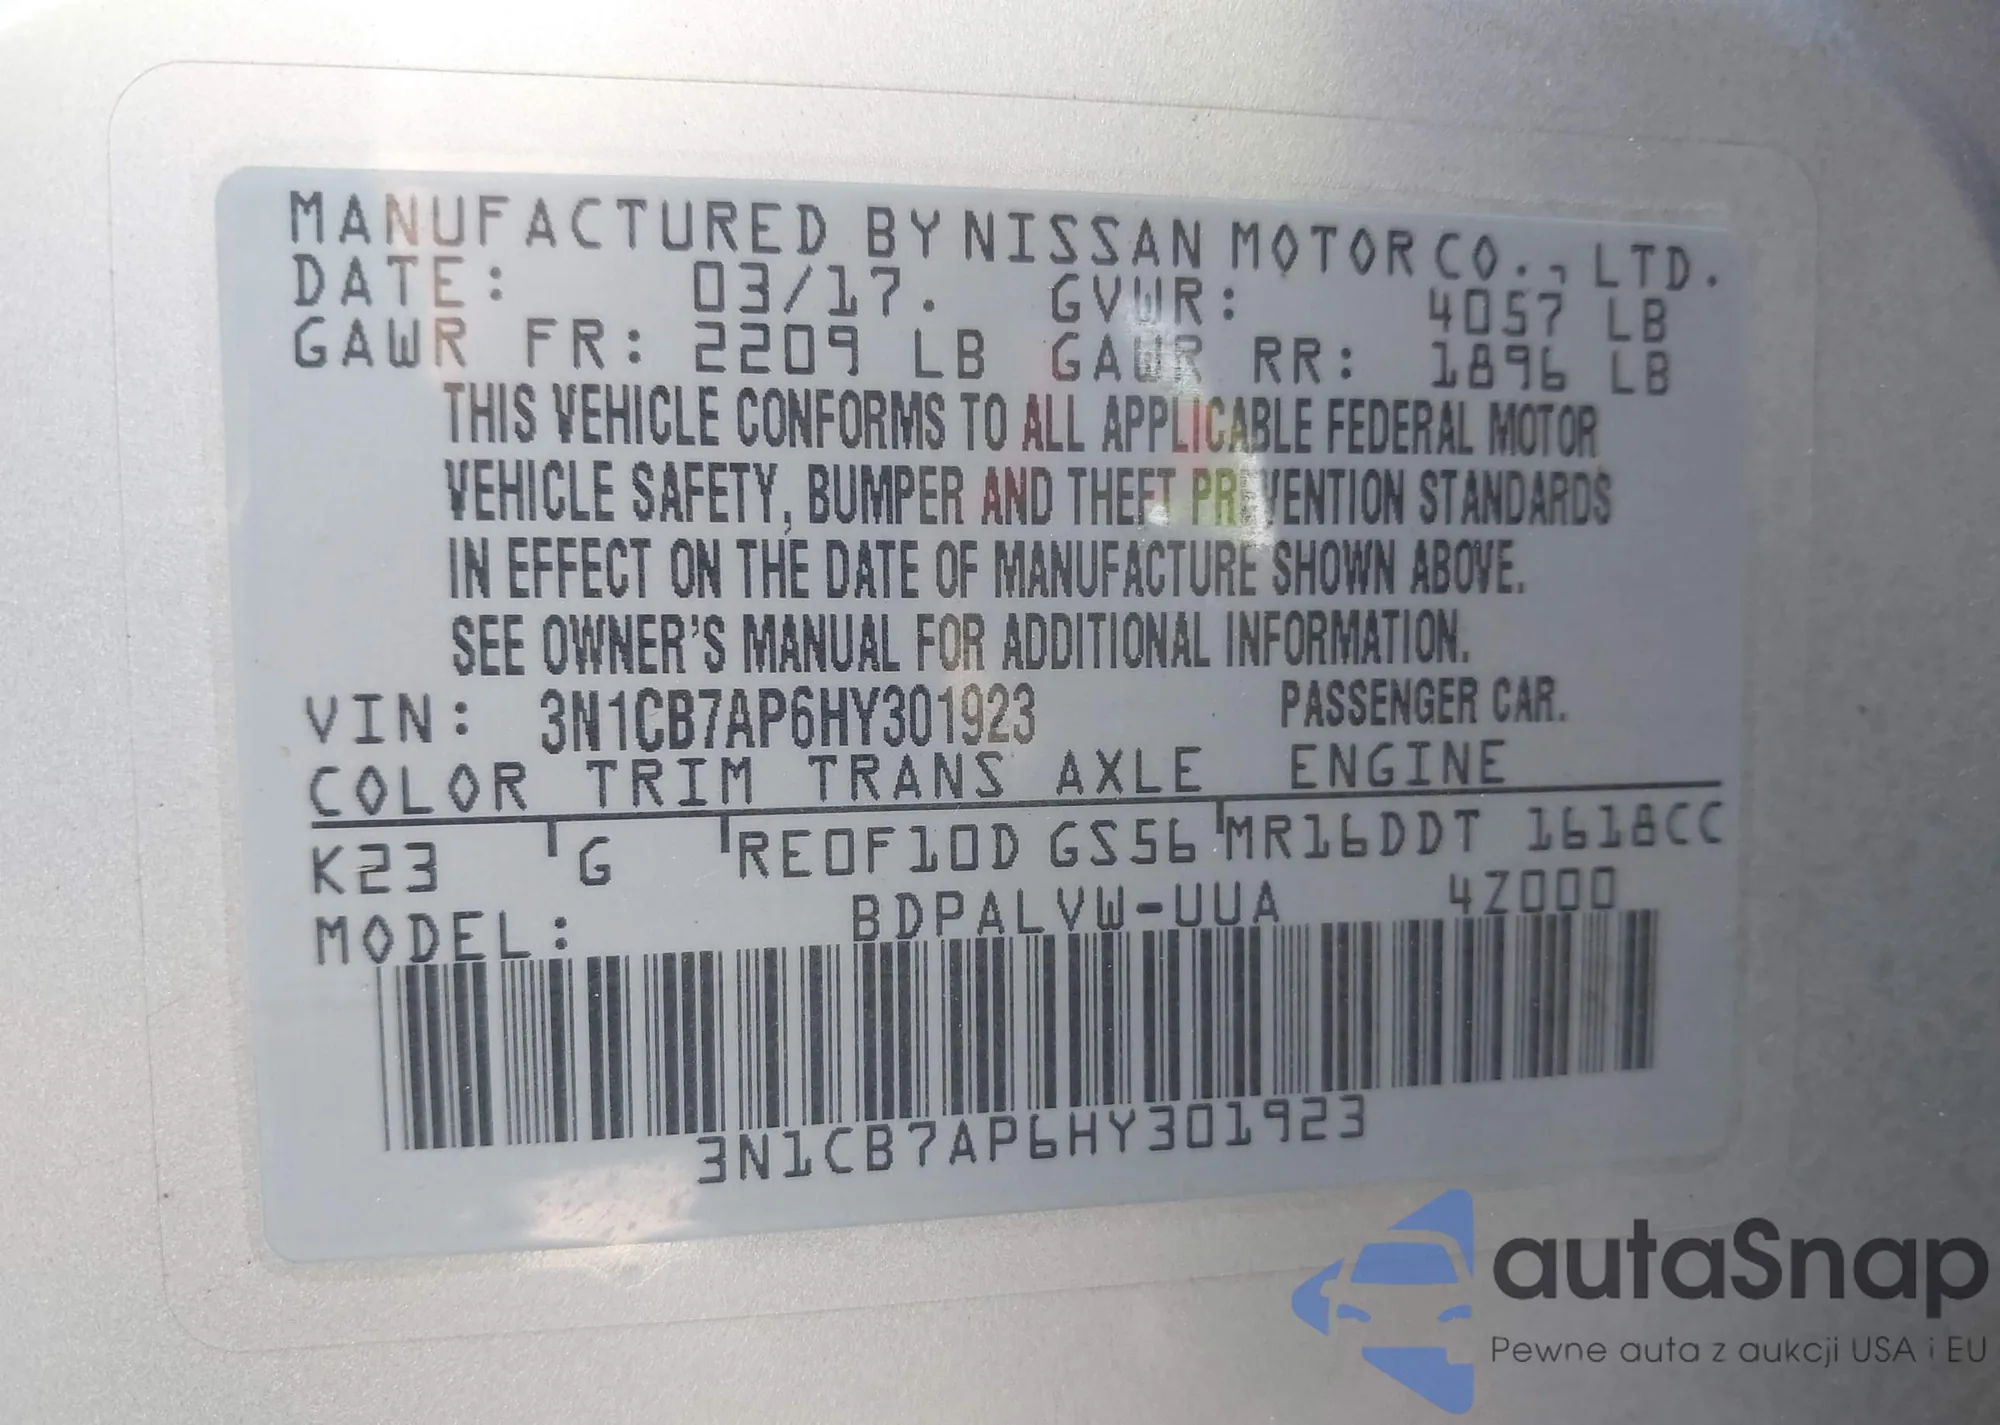 MANUFACTURED BY NISSAN MOTOR CO., LTD.
DATE: 03/17. GVWR: 4057 LB
GAWR FR: 2209 LB GAWR RR: 1896 LB
THIS VEHICLE CONFORMS TO ALL APPLICABLE FEDERAL MOTOR
VEHICLE SAFETY, BUMPER AND THEFT PREVENTION STANDARDS
IN EFFECT ON THE DATE OF MANUFACTURE SHOWN ABOVE.
SEE OWNER'S MANUAL FOR ADDITIONAL INFORMATION.
VIN: 3N1CB7AP6HY301923 PASSENGER CAR.
COLOR TRIM TRANS AXLE ENGINE
K23 G RE0F10D GS56 MR16DDT 1618CC
MODEL: BDPALVW-UUA 4Z000
3N1CB7AP6HY301923
autaSnap
Pewne auta z aukcji USA i EU